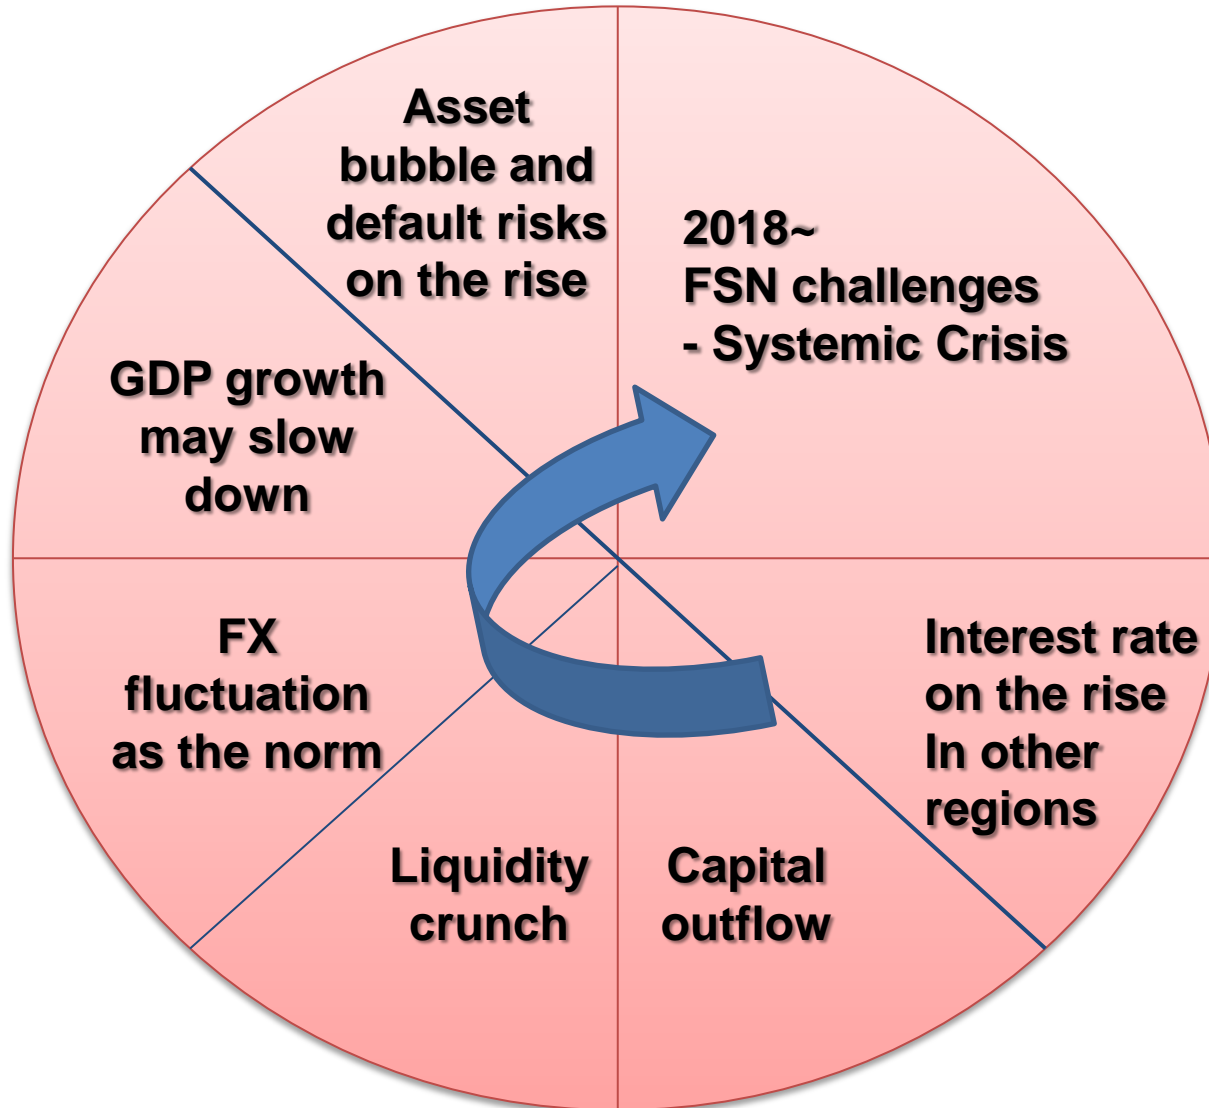 Asset
bubble and
default risks
on the rise
2018~
FSN challenges
- Systemic Crisis
GDP growth
may slow
down
FX
fluctuation
as the norm
Interest rate
on the rise
In other
regions
Liquidity
crunch
Capital
outflow